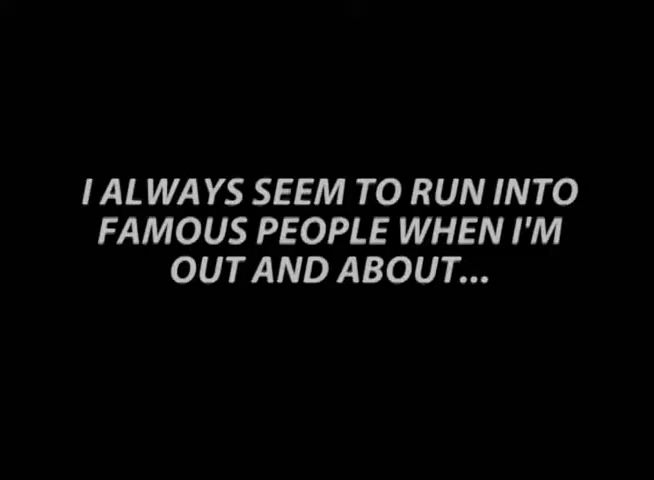 I ALWAYS SEEM TO RUN INTO
FAMOUS PEOPLE WHEN I'M
OUT AND ABOUT...